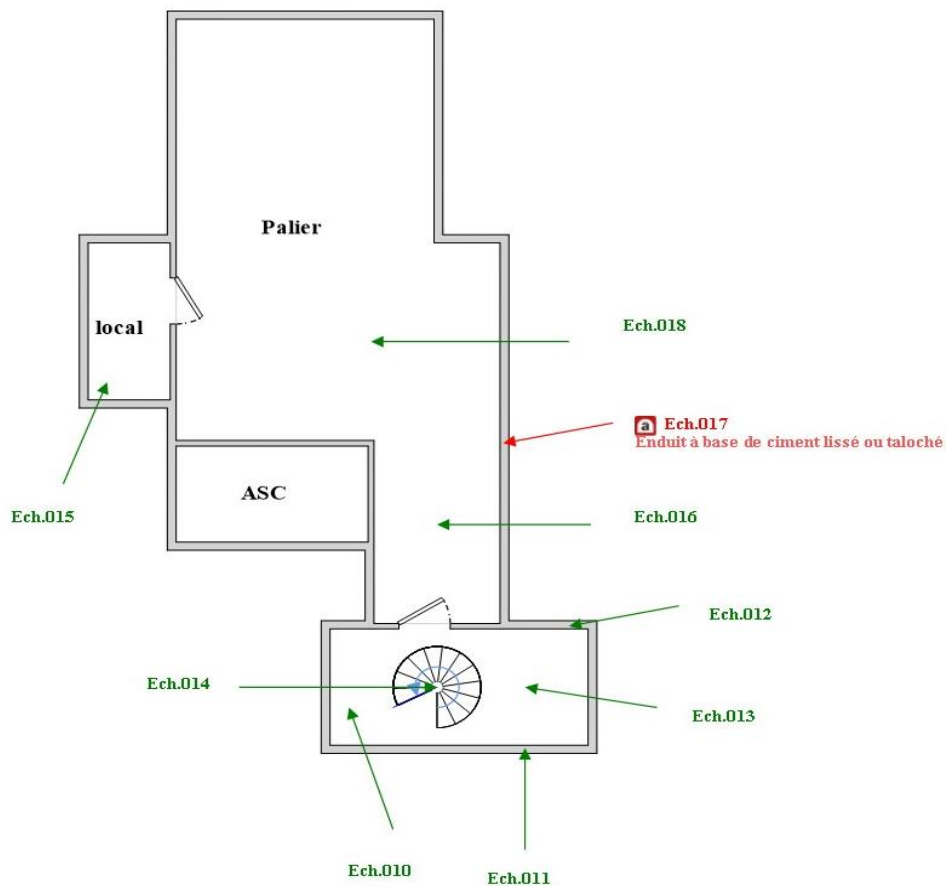 Palier
Ech.018
local
a Ech.017
Enduit à base de ciment lissé ou taloché
ASC
Ech.015
Ech.016
Ech.012
Ech.014
Ech.013
Ech.010
Ech.011